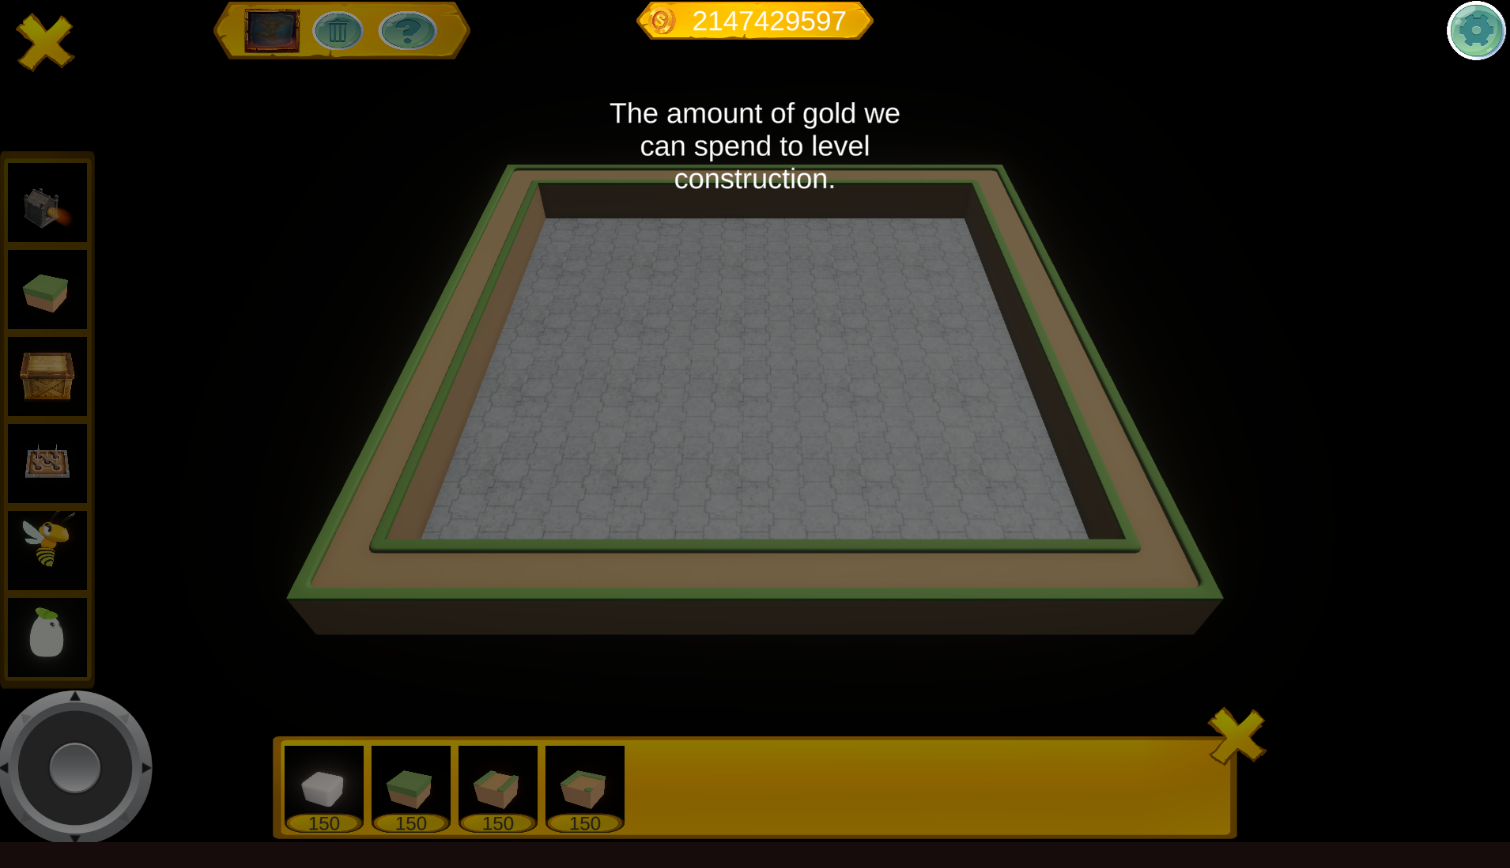 2147429597
The amount of gold we
can spend to level
construction.
150 150 150 150